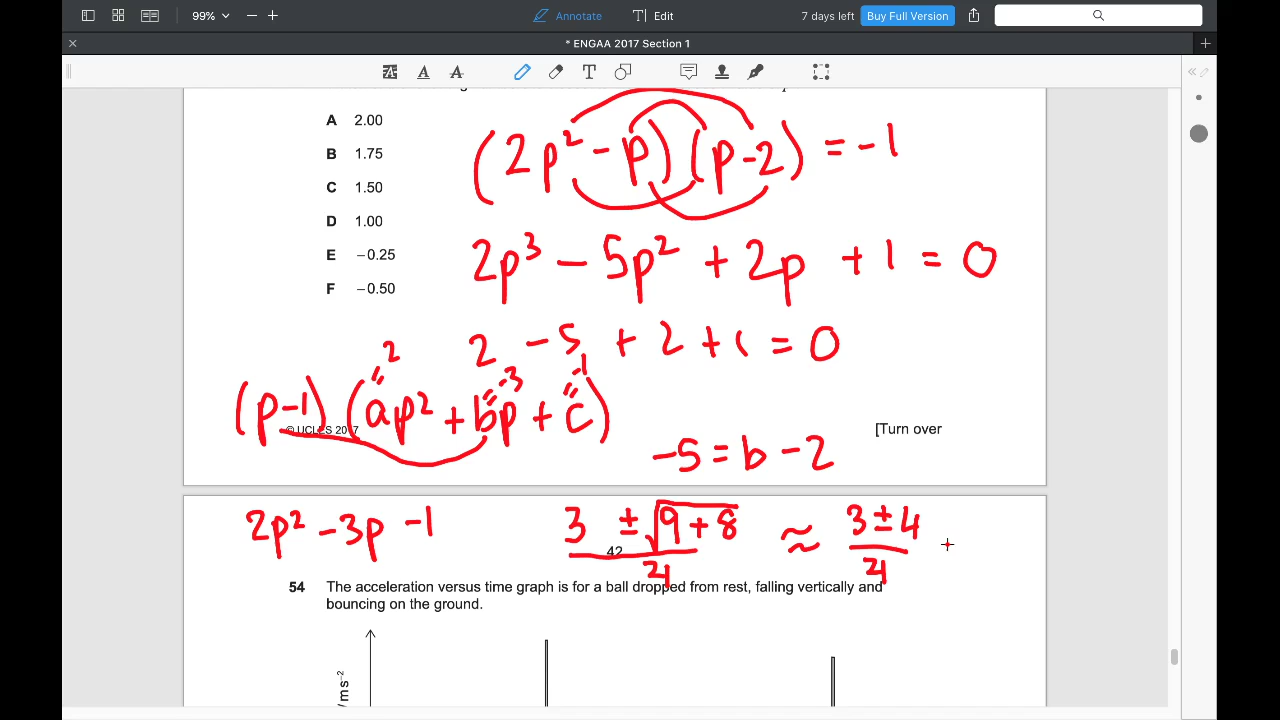 99% Annotate Edit 7 days left Buy Full Version
* ENGAA 2017 Section 1
A 2.00
B 1.75
C 1.50
D 1.00
E −0.25
F −0.50
(2p² - p)(p - 2) = -1
2p³ - 5p² + 2p + 1 = 0
2 - 5 + 2 + 1 = 0
2 -3 -1
(p - 1)(ap² + bp + c)
© UCLES 2017
[Turn over
-5 = b - 2
2p² - 3p - 1
3 ± √9 + 8 ≈ 3 ± 4
4 4
42
54 The acceleration versus time graph is for a ball dropped from rest, falling vertically and
bouncing on the ground.
/ms⁻²